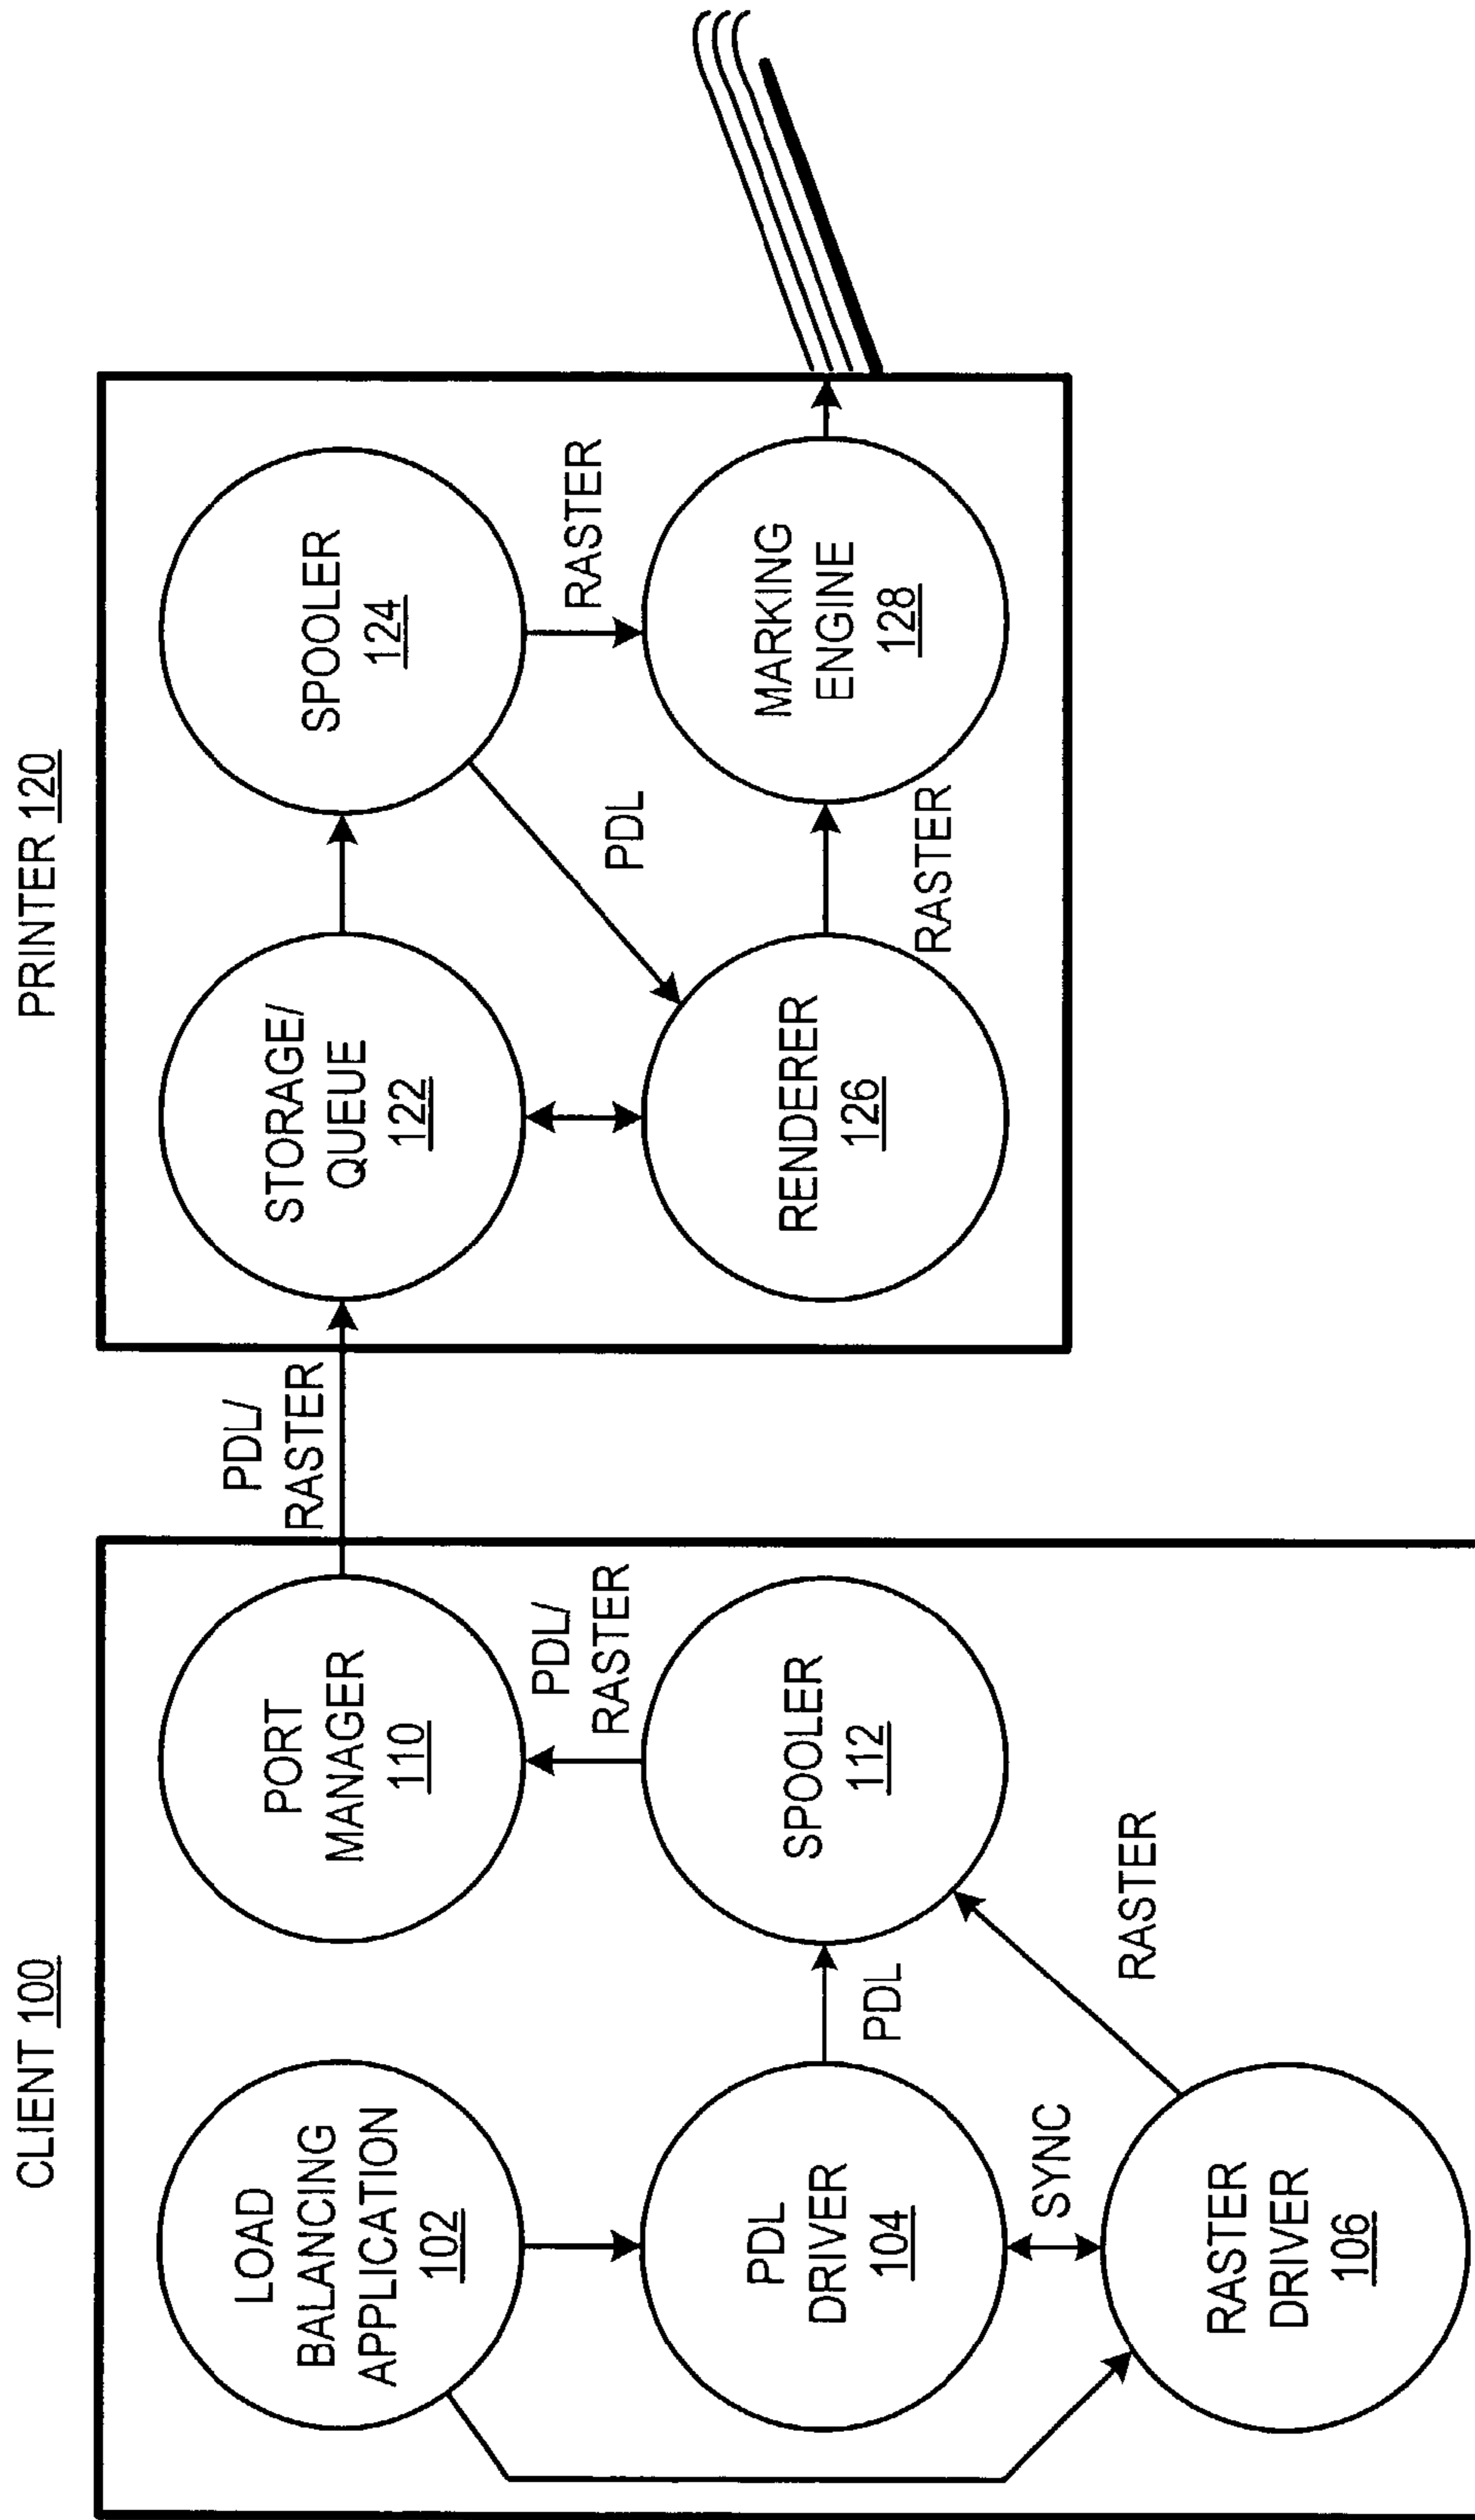 CLIENT 100
LOAD
BALANCING
APPLICATION
102
PORT
MANAGER
110
PDL/
RASTER
PDL
DRIVER
104
PDL
SPOOLER
112
SYNC
RASTER
RASTER
DRIVER
106
PDL/
RASTER
PRINTER 120
STORAGE/
QUEUE
122
SPOOLER
124
PDL
RASTER
RENDERER
126
RASTER
MARKING
ENGINE
128